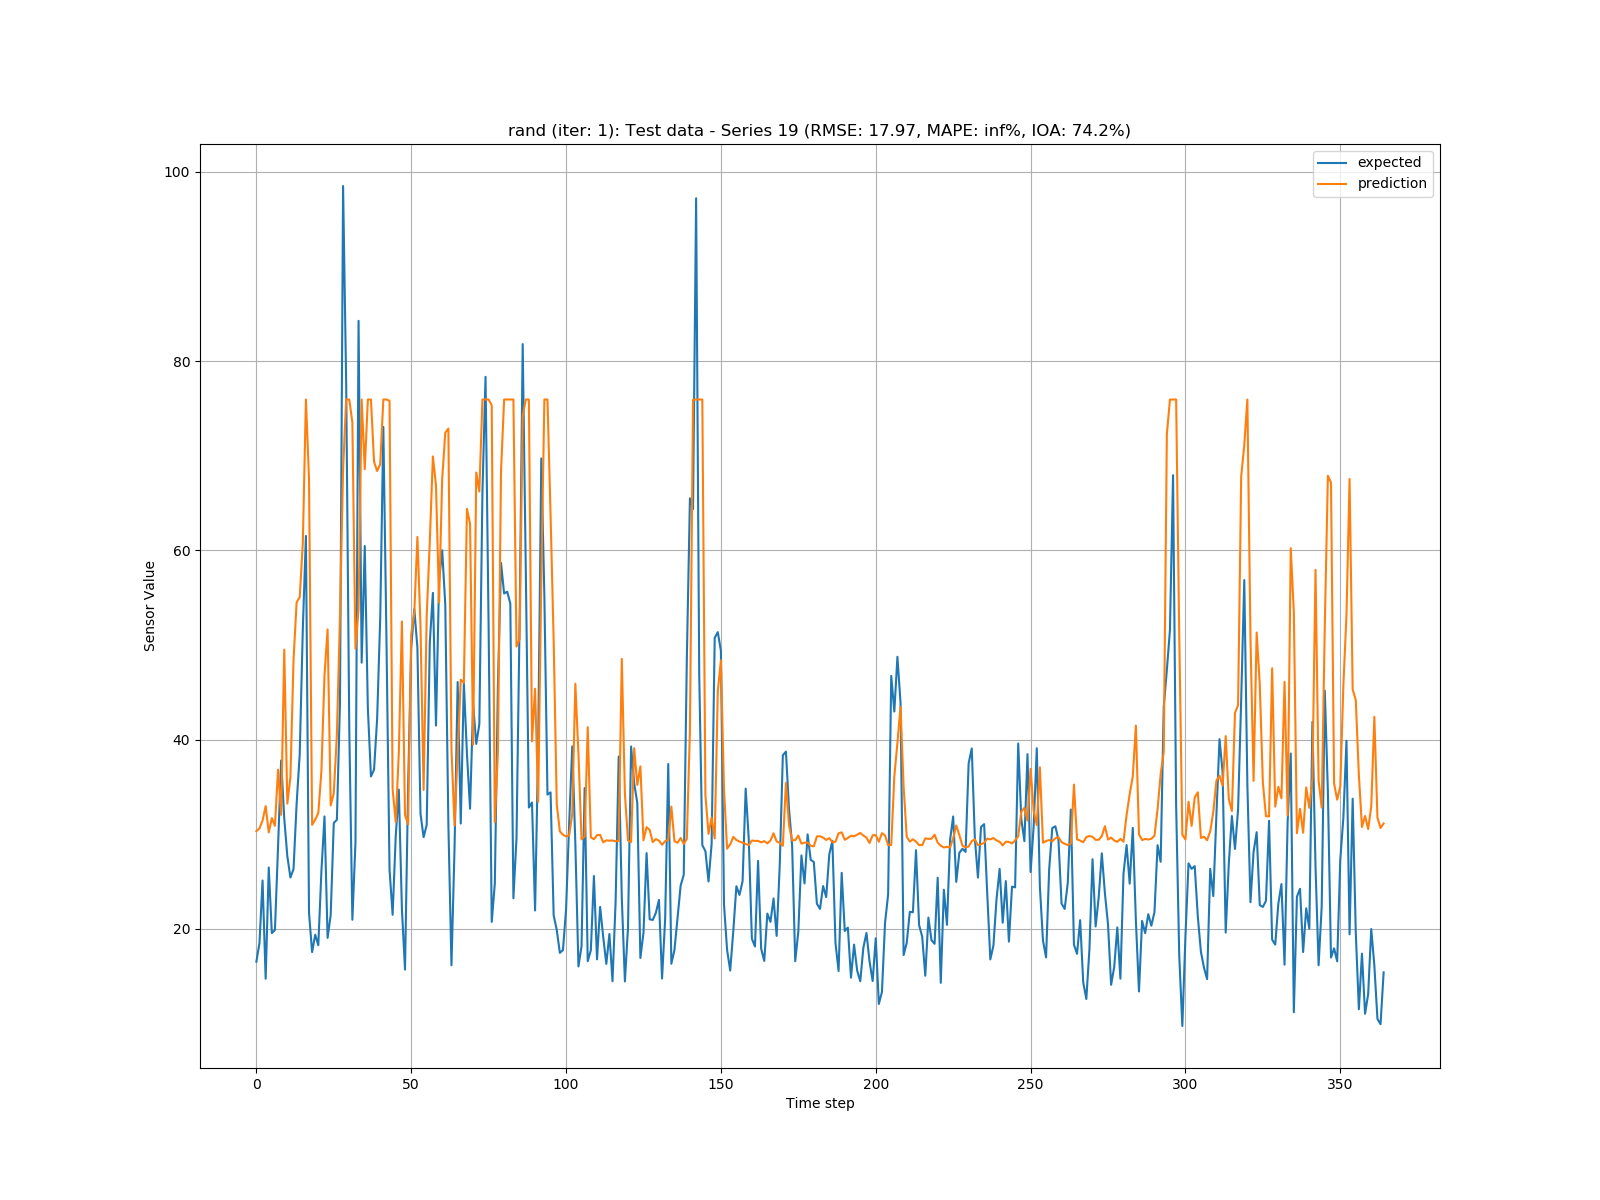 rand (iter: 1): Test data - Series 19 (RMSE: 17.97, MAPE: inf%, IOA: 74.2%)
expected
prediction
100
80
60
40
20
Sensor Value
0 50 100 150 200 250 300 350
Time step